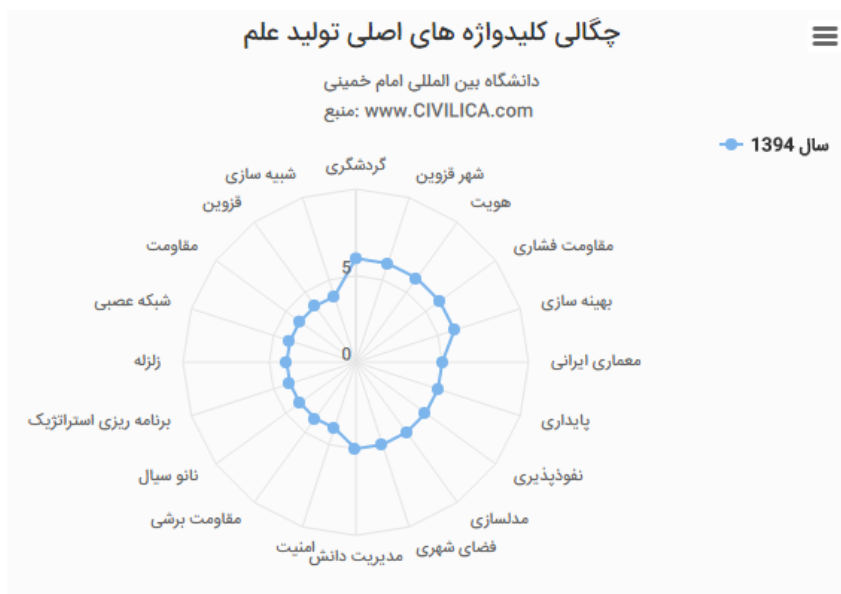 چگالی کلیدواژه های اصلی تولید علم
دانشگاه بین المللی امام خمینی
منبع: www.CIVILICA.com
سال 1394
گردشگری
شهر قزوین
هویت
مقاومت فشاری
بهینه سازی
معماری ایرانی
پایداری
نفوذپذیری
مدلسازی
فضای شهری
مدیریت دانش
امنیت
مقاومت برشی
نانو سیال
برنامه ریزی استراتژیک
زلزله
شبکه عصبی
مقاومت
قزوین
شبیه سازی
5
0